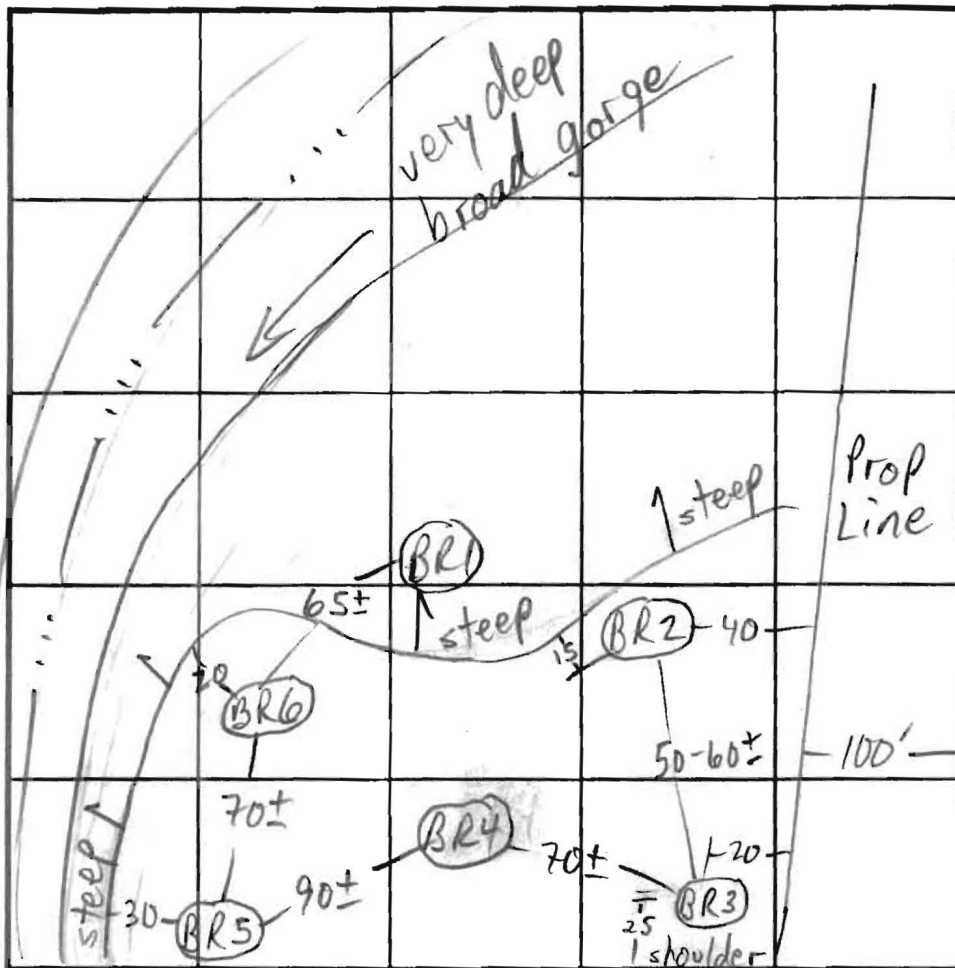 very deep
broad gorge
steep
Prop
Line
BR1
65±
steep
BR2
40
15
20
BR6
50-60±
100'
70±
BR4
70±
20
90±
steep
30
BR5
25
BR3
1 shoulder